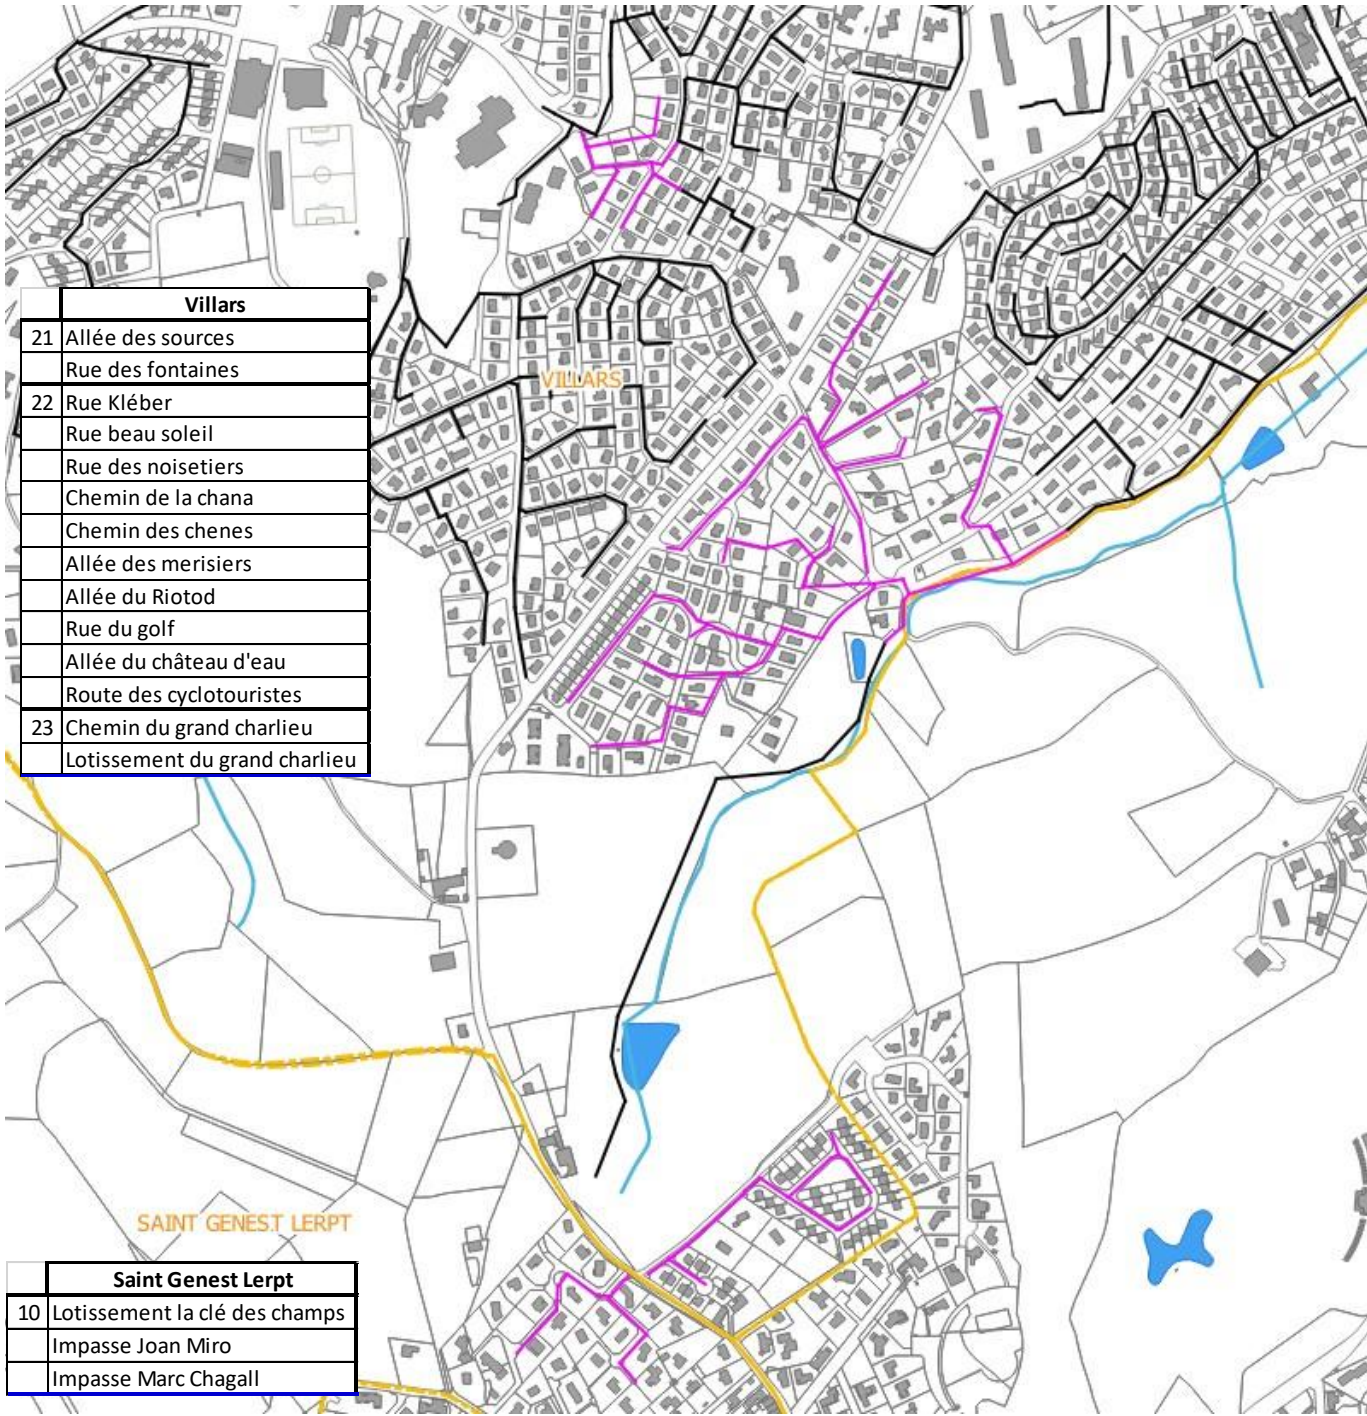 Villars
21 Allée des sources
Rue des fontaines
22 Rue Kléber
Rue beau soleil
Rue des noisetiers
Chemin de la chana
Chemin des chenes
Allée des merisiers
Allée du Riotod
Rue du golf
Allée du château d'eau
Route des cyclotouristes
23 Chemin du grand charlieu
Lotissement du grand charlieu
VILLARS
SAINT GENEST LERPT
Saint Genest Lerpt
10 Lotissement la clé des champs
Impasse Joan Miro
Impasse Marc Chagall